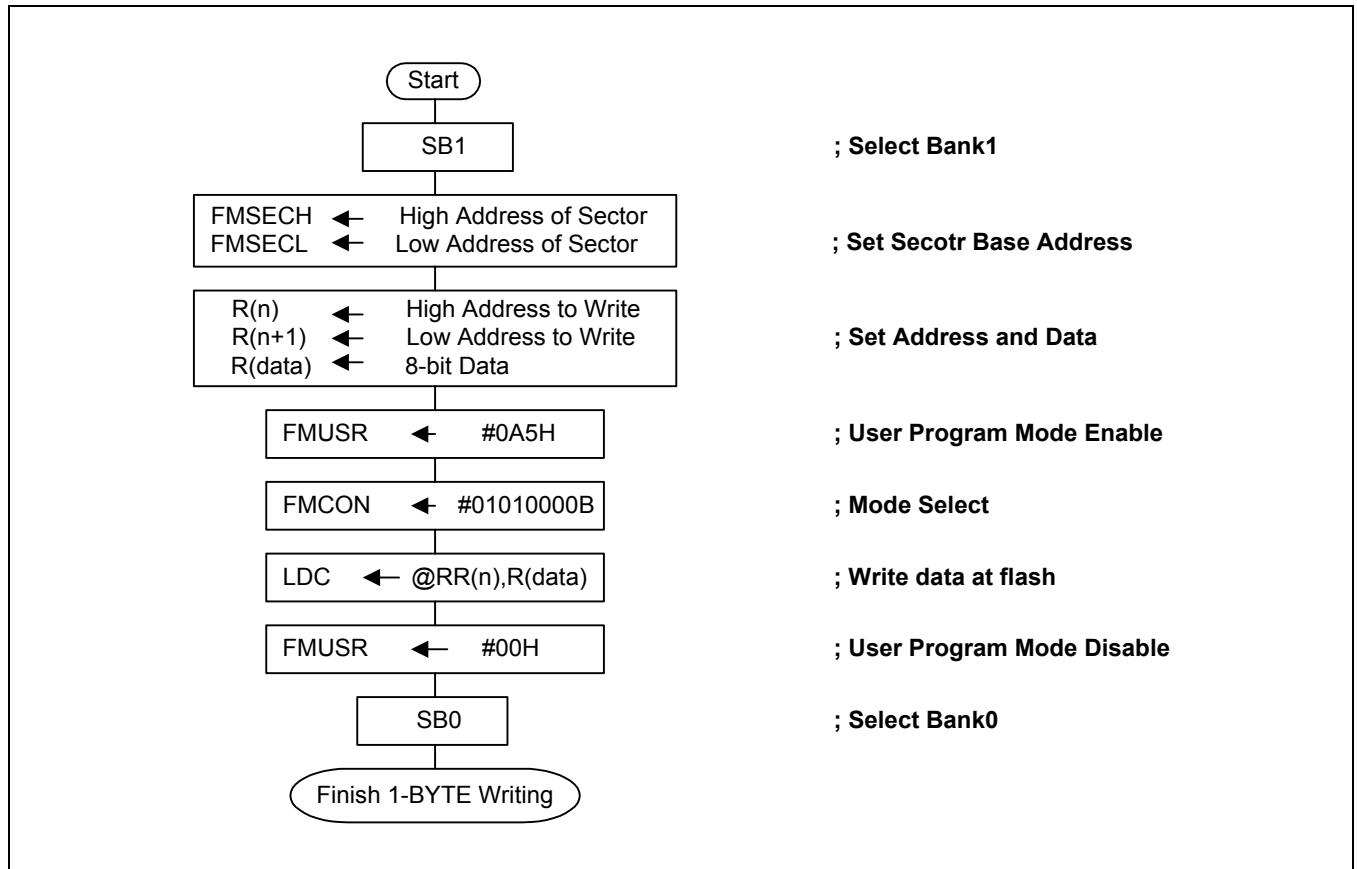 Start
SB1 ; Select Bank1
FMSECH ← High Address of Sector
FMSECL ← Low Address of Sector
; Set Secotr Base Address
R(n) ← High Address to Write
R(n+1) ← Low Address to Write ; Set Address and Data
R(data) ← 8-bit Data
FMUSR ← #0A5H ; User Program Mode Enable
FMCON ← #01010000B ; Mode Select
LDC ← @RR(n),R(data) ; Write data at flash
FMUSR ← #00H ; User Program Mode Disable
SB0 ; Select Bank0
Finish 1-BYTE Writing